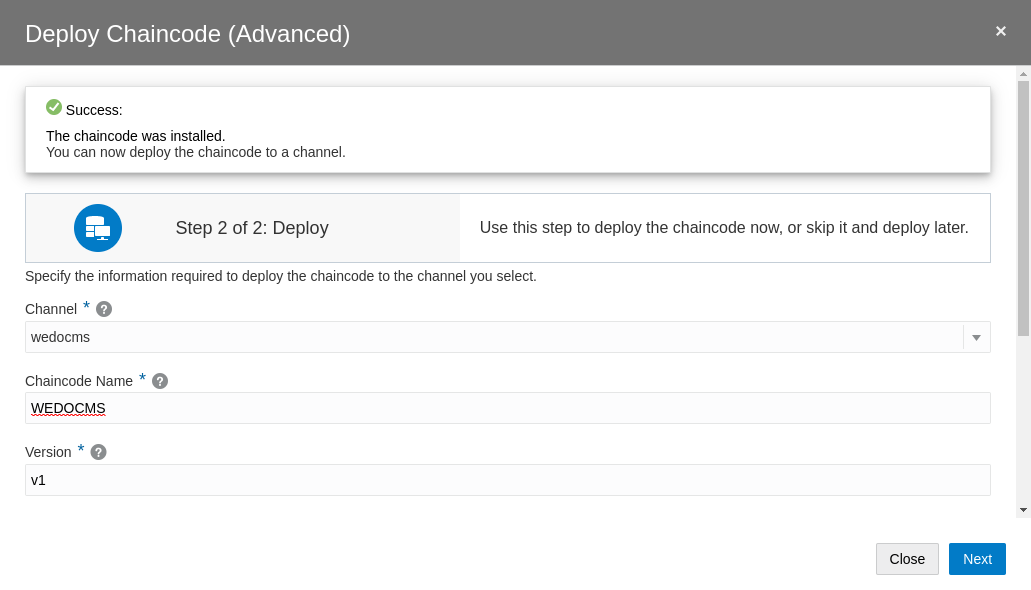 Deploy Chaincode (Advanced)
×
Success:
The chaincode was installed.
You can now deploy the chaincode to a channel.
Step 2 of 2: Deploy
Use this step to deploy the chaincode now, or skip it and deploy later.
Specify the information required to deploy the chaincode to the channel you select.
Channel * ?
wedocms
Chaincode Name * ?
WEDOCMS
Version * ?
v1
Close
Next